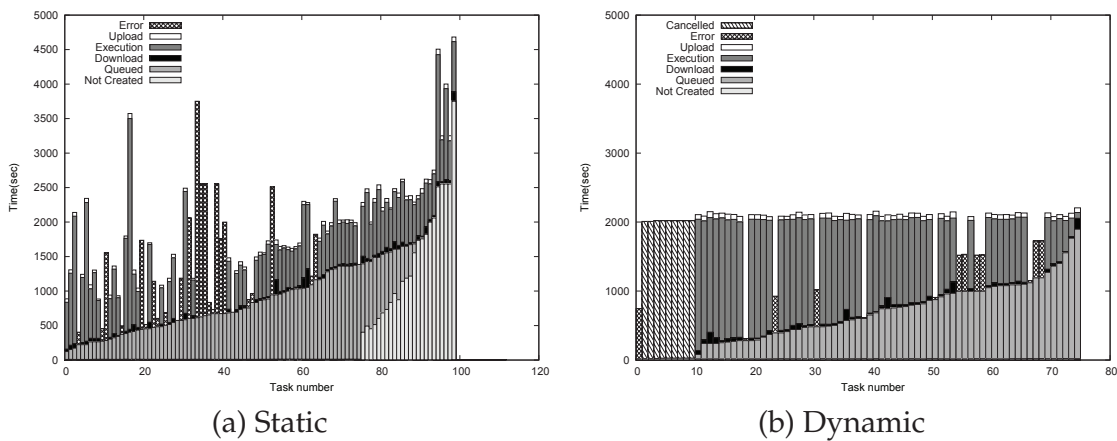 5000
4500
4000
3500
3000
2500
2000
1500
1000
500
0
Time(sec)
Error
Upload
Execution
Download
Queued
Not Created
0 20 40 60 80 100 120
Task number
(a) Static
5000
4000
3000
2000
1000
0
Time(sec)
Cancelled
Error
Upload
Execution
Download
Queued
Not Created
0 10 20 30 40 50 60 70 80
Task number
(b) Dynamic